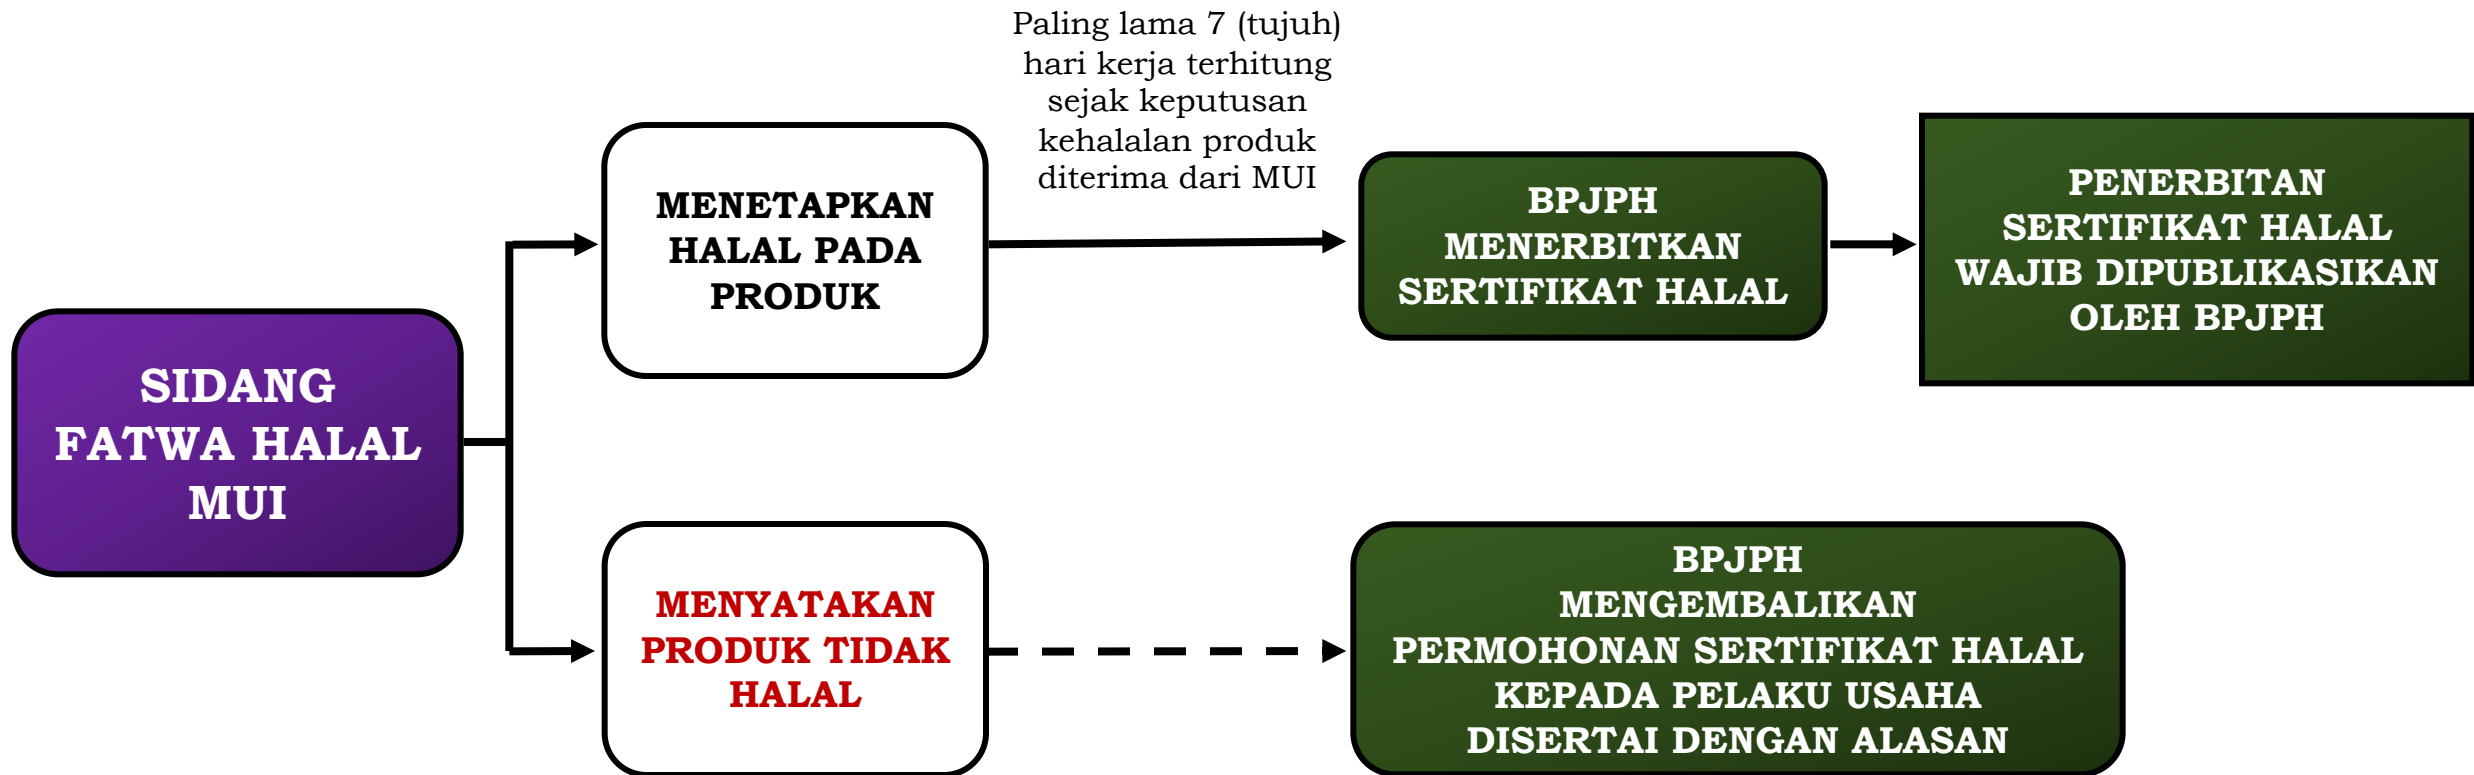 Paling lama 7 (tujuh)
hari kerja terhitung
sejak keputusan
kehalalan produk
diterima dari MUI
SIDANG
FATWA HALAL
MUI
MENETAPKAN
HALAL PADA
PRODUK
BPJPH
MENERBITKAN
SERTIFIKAT HALAL
PENERBITAN
SERTIFIKAT HALAL
WAJIB DIPUBLIKASIKAN
OLEH BPJPH
MENYATAKAN
PRODUK TIDAK
HALAL
BPJPH
MENGEMBALIKAN
PERMOHONAN SERTIFIKAT HALAL
KEPADA PELAKU USAHA
DISERTAI DENGAN ALASAN